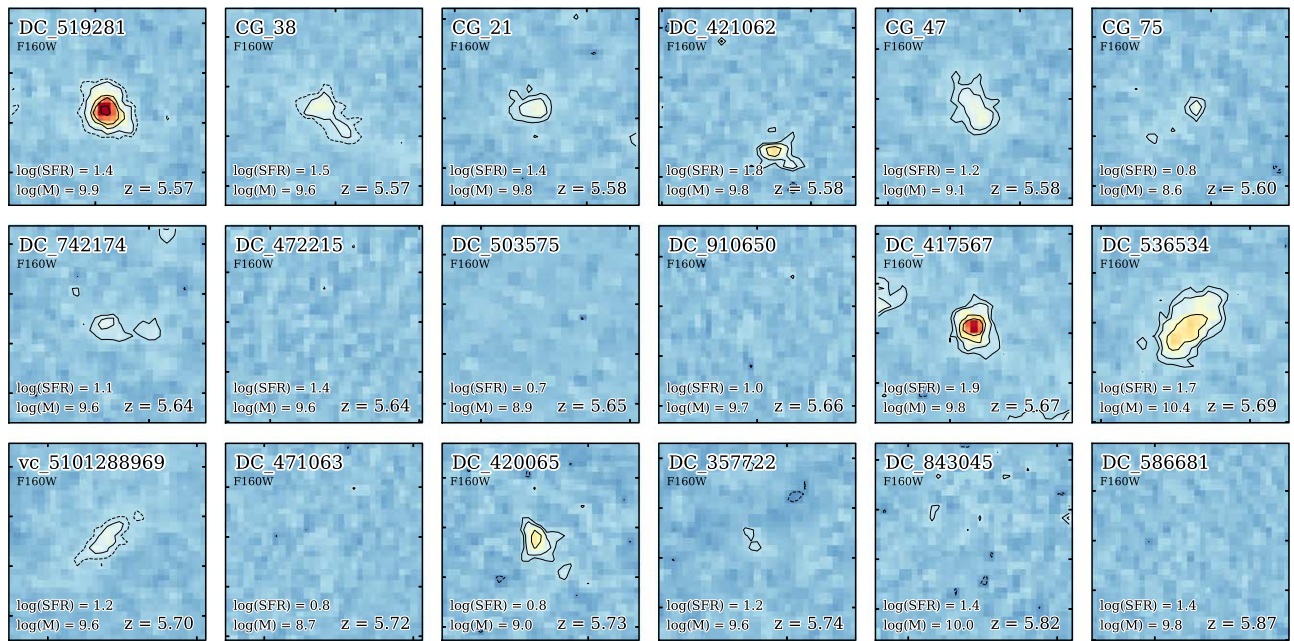 DC_519281
F160W
log(SFR) = 1.4
log(M) = 9.9 z = 5.57
CG_38
F160W
log(SFR) = 1.5
log(M) = 9.6 z = 5.57
CG_21
F160W
log(SFR) = 1.4
log(M) = 9.8 z = 5.58
DC_421062
F160W
log(SFR) = 1.8
log(M) = 9.8 z = 5.58
CG_47
F160W
log(SFR) = 1.2
log(M) = 9.1 z = 5.58
CG_75
F160W
log(SFR) = 0.8
log(M) = 8.6 z = 5.60
DC_742174
F160W
log(SFR) = 1.1
log(M) = 9.6 z = 5.64
DC_472215
F160W
log(SFR) = 1.4
log(M) = 9.6 z = 5.64
DC_503575
F160W
log(SFR) = 0.7
log(M) = 8.9 z = 5.65
DC_910650
F160W
log(SFR) = 1.0
log(M) = 9.7 z = 5.66
DC_417567
F160W
log(SFR) = 1.9
log(M) = 9.8 z = 5.67
DC_536534
F160W
log(SFR) = 1.7
log(M) = 10.4 z = 5.69
vc_5101288969
F160W
log(SFR) = 1.2
log(M) = 9.6 z = 5.70
DC_471063
F160W
log(SFR) = 0.8
log(M) = 8.7 z = 5.72
DC_420065
F160W
log(SFR) = 0.8
log(M) = 9.0 z = 5.73
DC_357722
F160W
log(SFR) = 1.2
log(M) = 9.6 z = 5.74
DC_843045
F160W
log(SFR) = 1.4
log(M) = 10.0 z = 5.82
DC_586681
F160W
log(SFR) = 1.4
log(M) = 9.8 z = 5.87